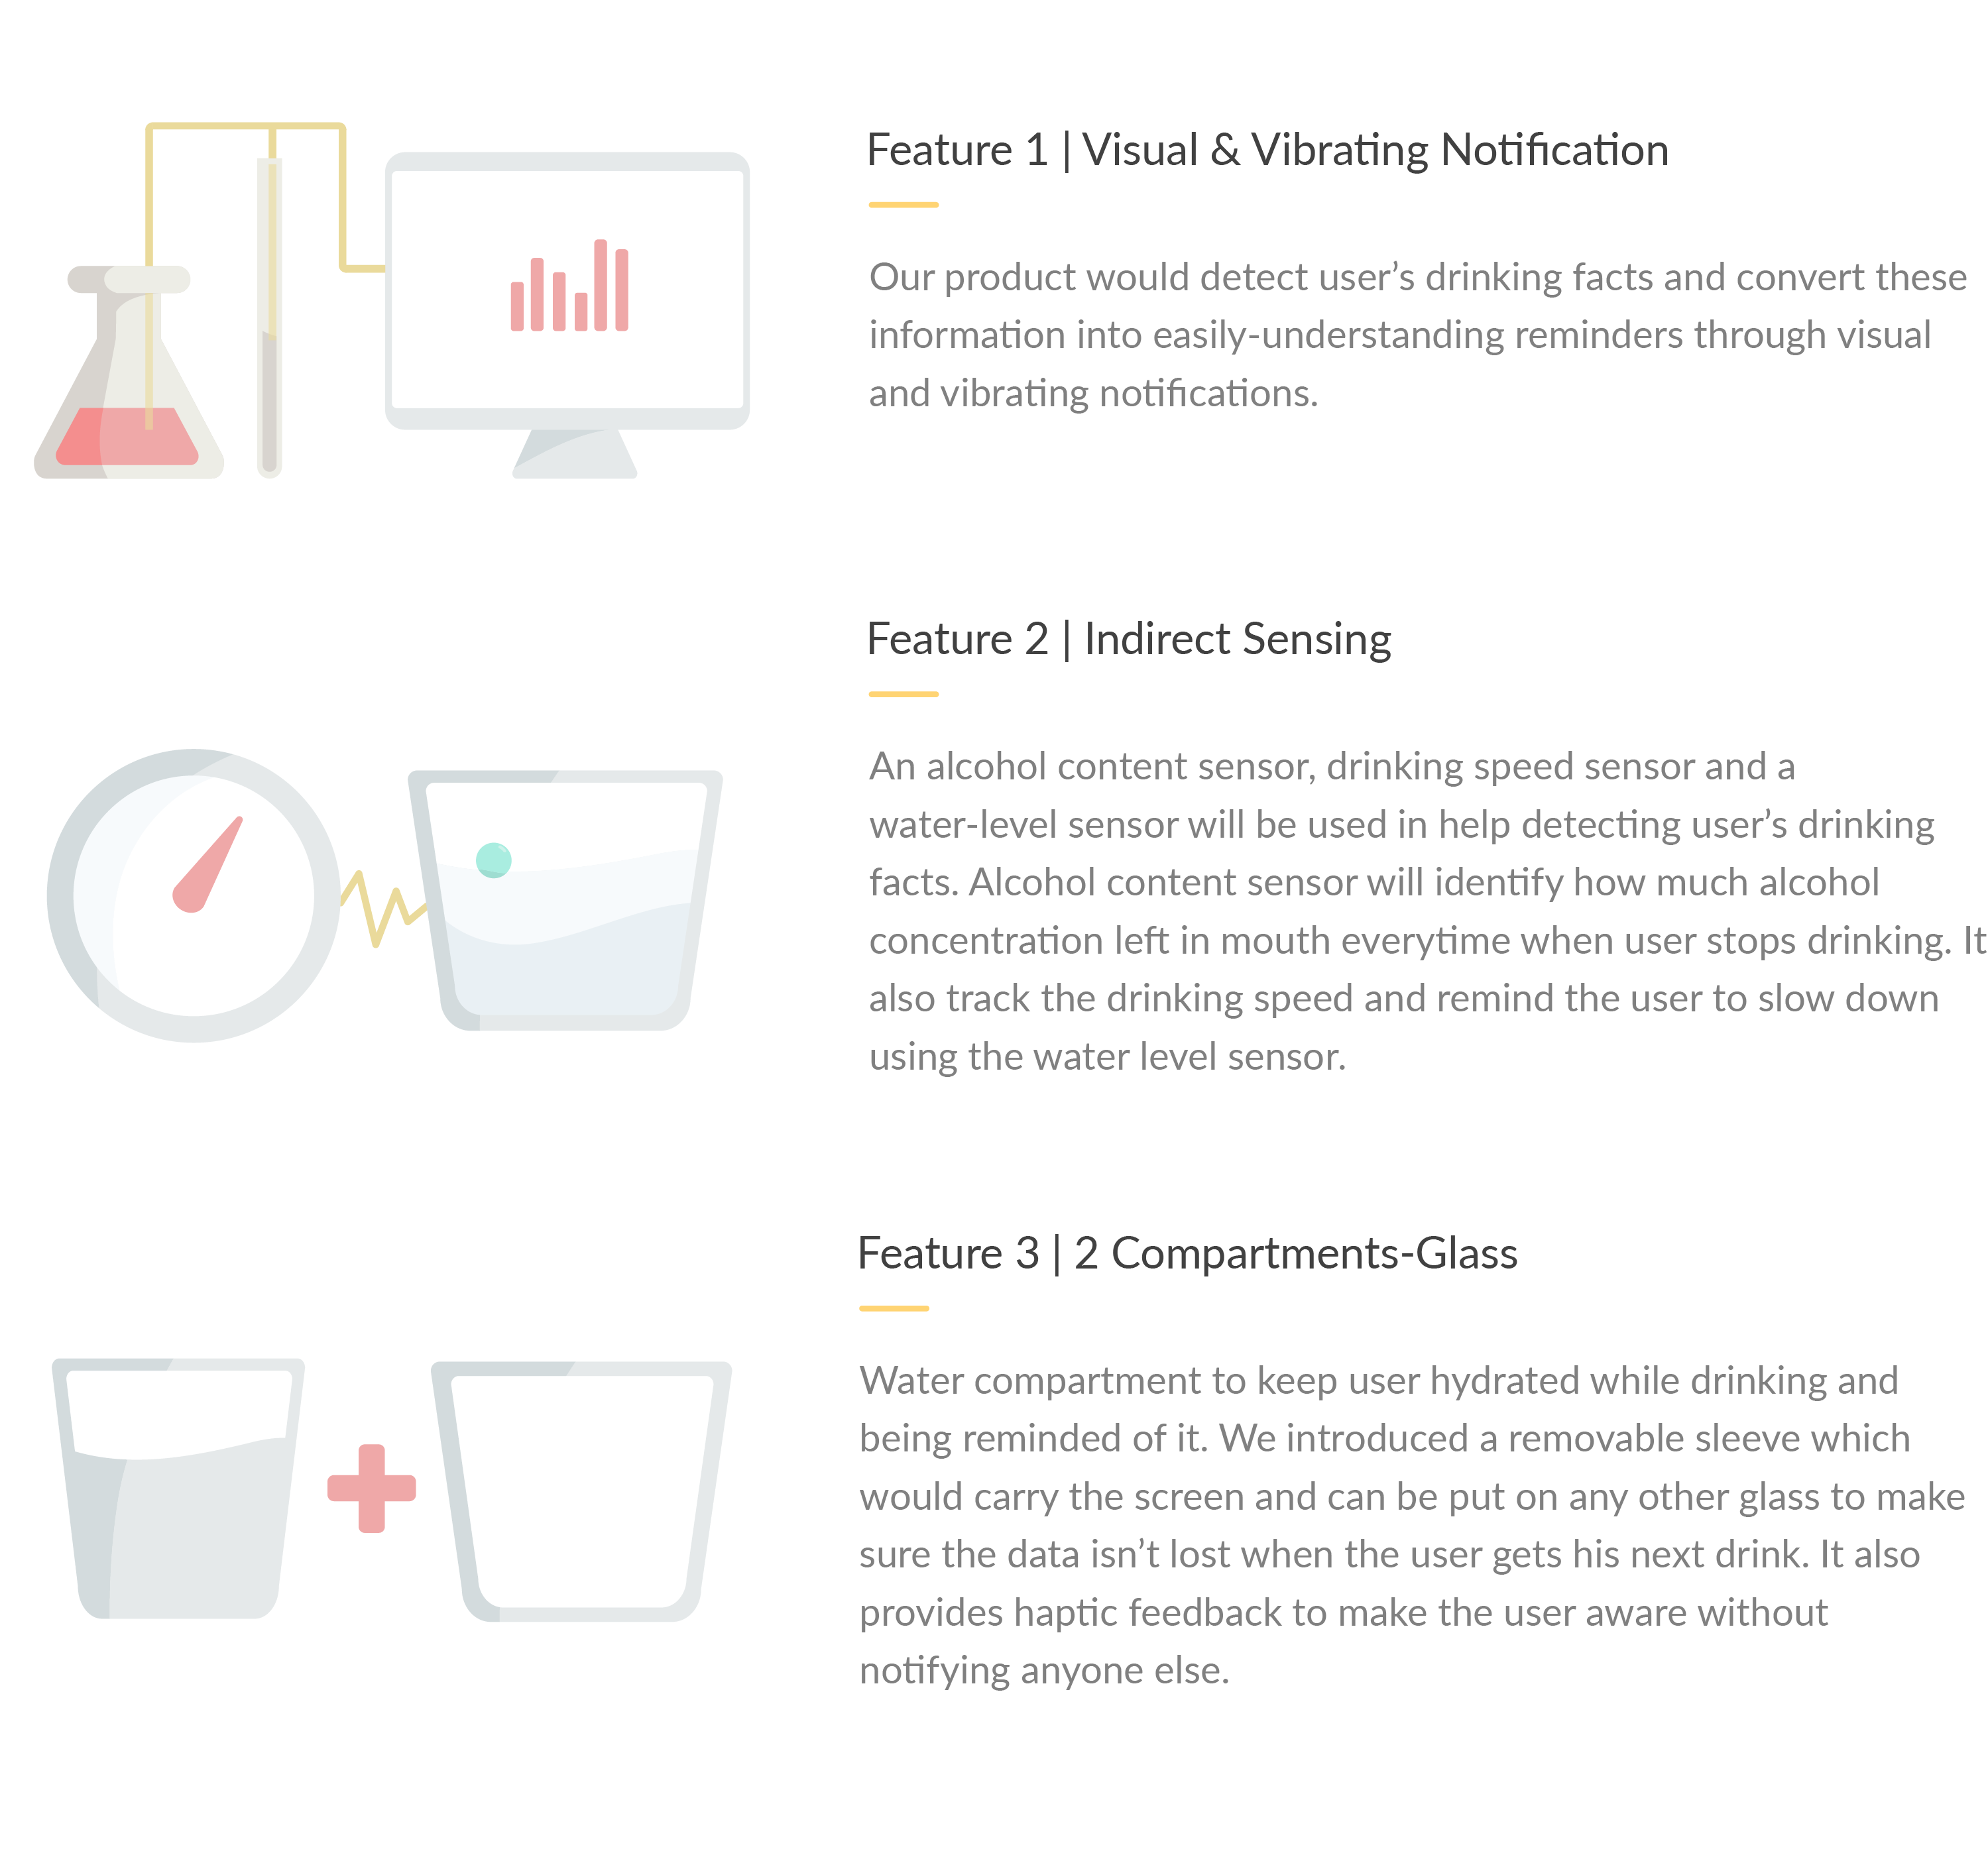 Feature 1 | Visual & Vibrating Notification
Our product would detect user’s drinking facts and convert these
information into easily-understanding reminders through visual
and vibrating notifications.
Feature 2 | Indirect Sensing
An alcohol content sensor, drinking speed sensor and a
water-level sensor will be used in help detecting user’s drinking
facts. Alcohol content sensor will identify how much alcohol
concentration left in mouth everytime when user stops drinking. It
also track the drinking speed and remind the user to slow down
using the water level sensor.
Feature 3 | 2 Compartments-Glass
Water compartment to keep user hydrated while drinking and
being reminded of it. We introduced a removable sleeve which
would carry the screen and can be put on any other glass to make
sure the data isn’t lost when the user gets his next drink. It also
provides haptic feedback to make the user aware without
notifying anyone else.